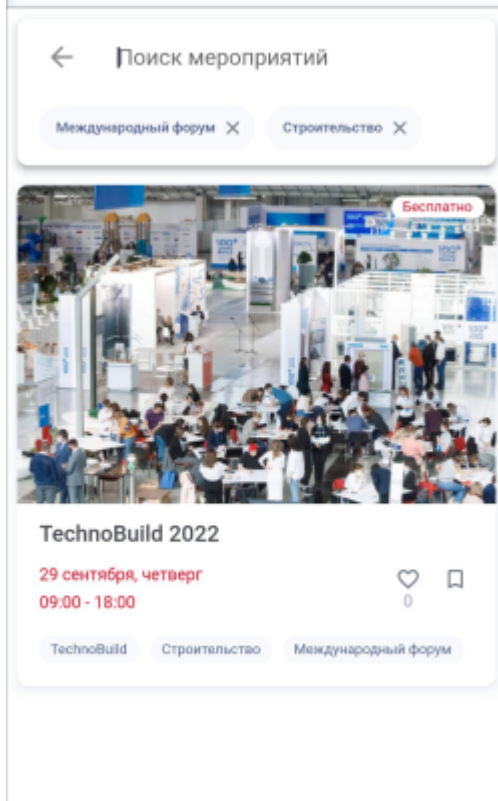 Поиск мероприятий
Международный форум
Строительство
Бесплатно
100+
TechnoBuild 2022
29 сентября, четверг
09:00 - 18:00
0
TechnoBuild
Строительство
Международный форум